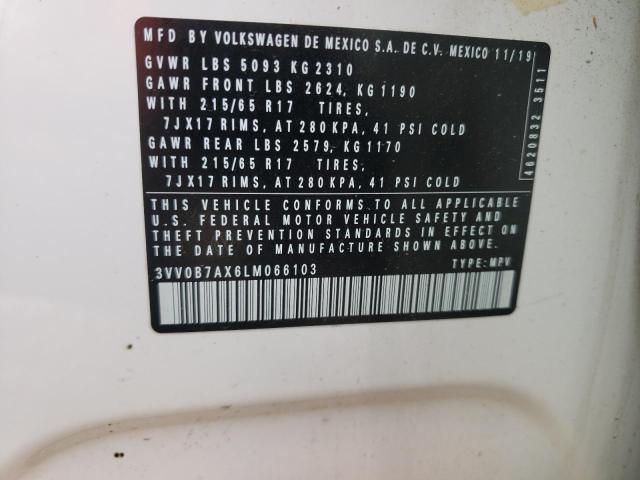 MFD BY VOLKSWAGEN DE MEXICO S.A. DE C.V. MEXICO 11/19
GVWR LBS 5093 KG 2310
GAWR FRONT LBS 2624, KG 1190
WITH 215/65 R17 TIRES,
7JX17 RIMS, AT 280 KPA, 41 PSI COLD
GAWR REAR LBS 2579, KG 1170
WITH 215/65 R17 TIRES,
7JX17 RIMS, AT 280 KPA, 41 PSI COLD
THIS VEHICLE CONFORMS TO ALL APPLICABLE
U.S. FEDERAL MOTOR VEHICLE SAFETY AND
THEFT PREVENTION STANDARDS IN EFFECT ON
THE DATE OF MANUFACTURE SHOWN ABOVE
3VV0B7AX6LM066103 TYPE: MPV
4620832 3511